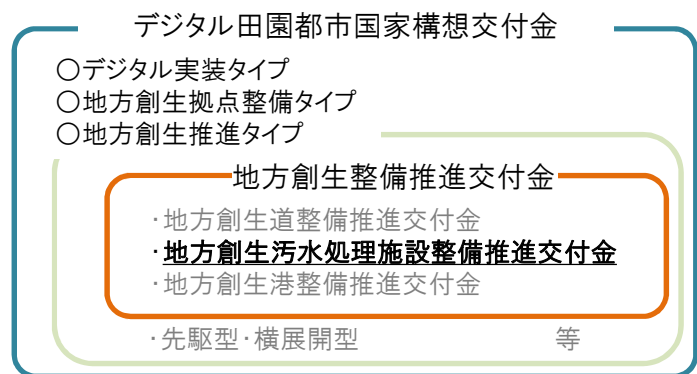 デジタル田園都市国家構想交付金
〇デジタル実装タイプ
〇地方創生拠点整備タイプ
〇地方創生推進タイプ
地方創生整備推進交付金
・地方創生道整備推進交付金
・地方創生汚水処理施設整備推進交付金
・地方創生港整備推進交付金
・先駆型・横展開型 等